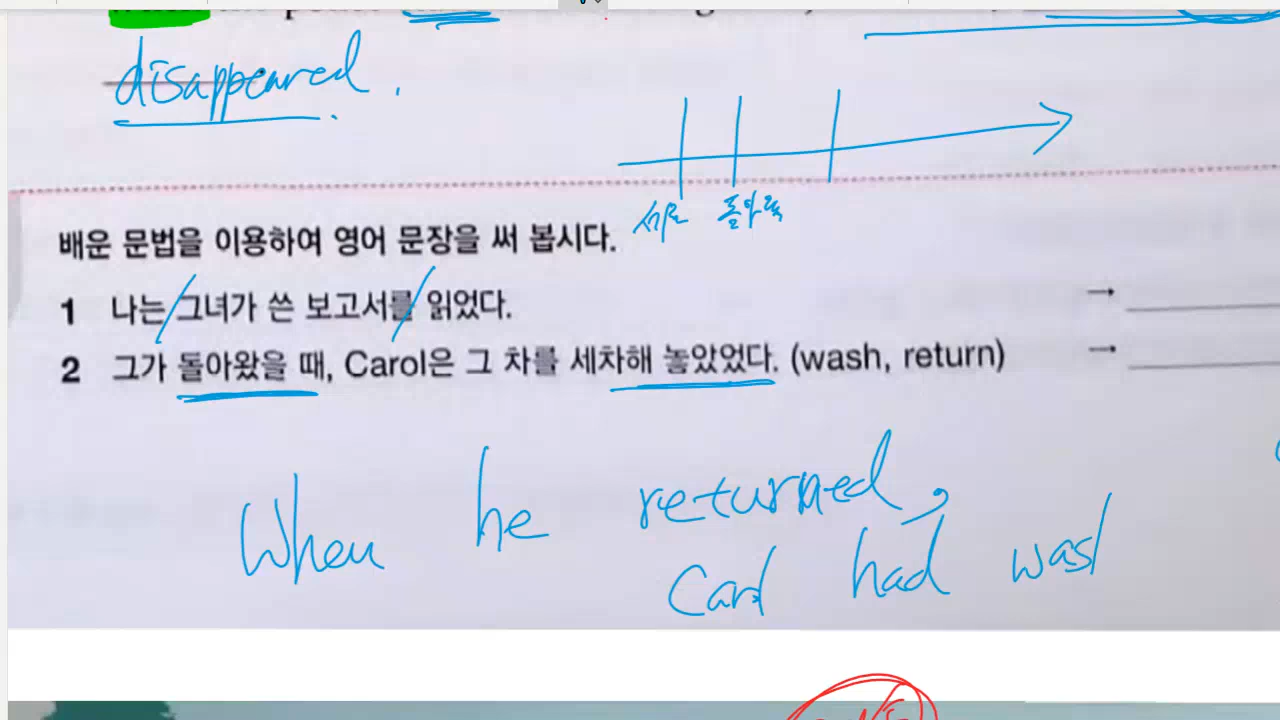 disappeared.
세차 돌아옴
배운 문법을 이용하여 영어 문장을 써 봅시다.
1 나는 그녀가 쓴 보고서를 읽었다. →
2 그가 돌아왔을 때, Carol은 그 차를 세차해 놓았었다. (wash, return) →
When he returned,
Carol had wash